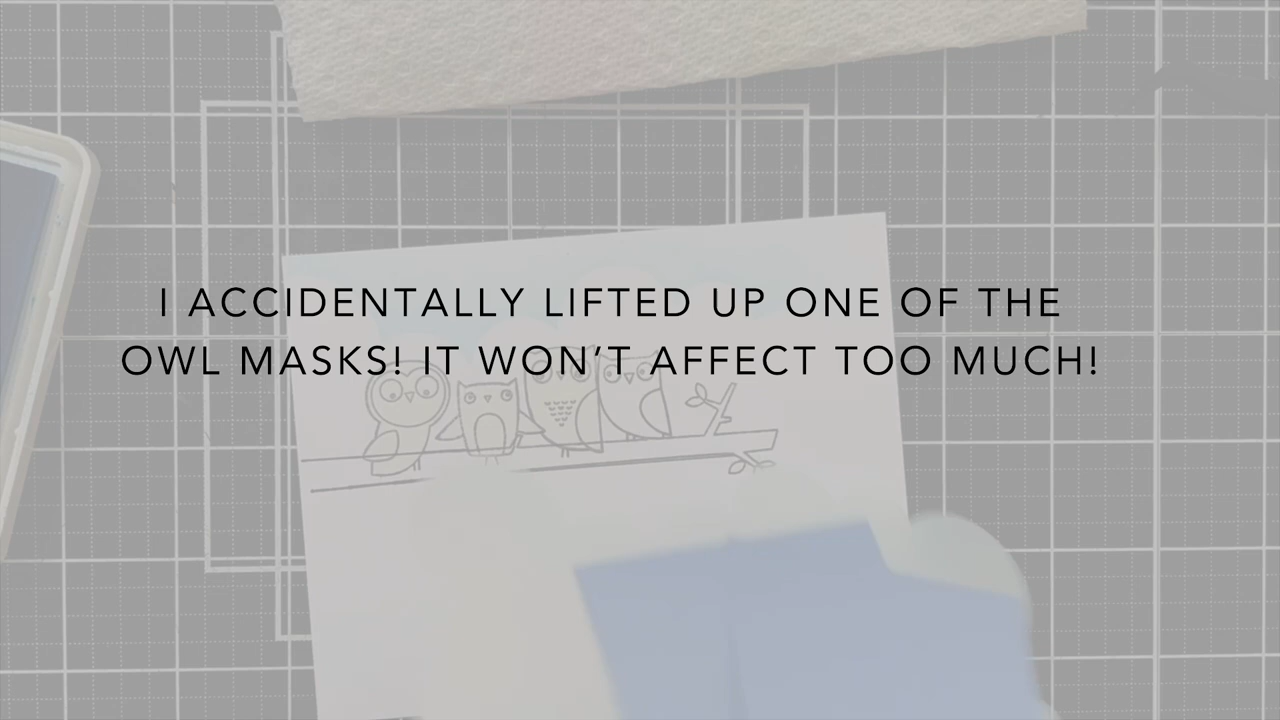 I ACCIDENTALLY LIFTED UP ONE OF THE
OWL MASKS! IT WON’T AFFECT TOO MUCH!